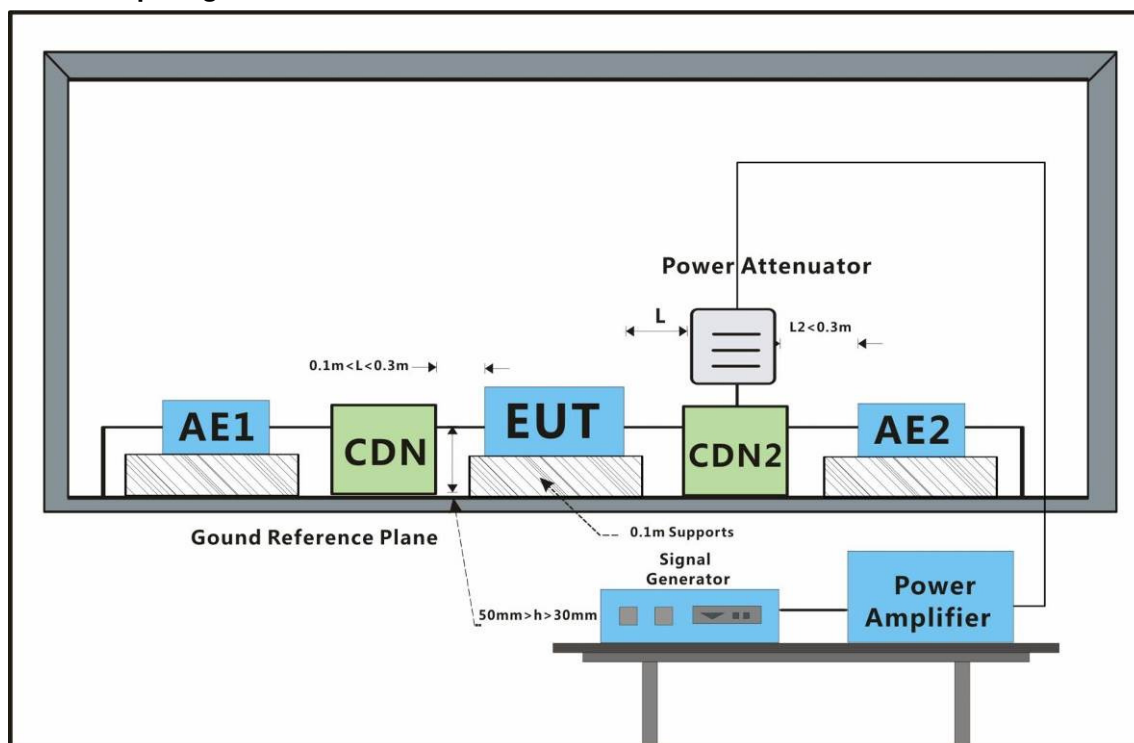 Power Attenuator
L
L2<0.3m
0.1m<L<0.3m
AE1
CDN
EUT
CDN2
AE2
Gound Reference Plane
0.1m Supports
Signal
Generator
50mm>h>30mm
Power
Amplifier